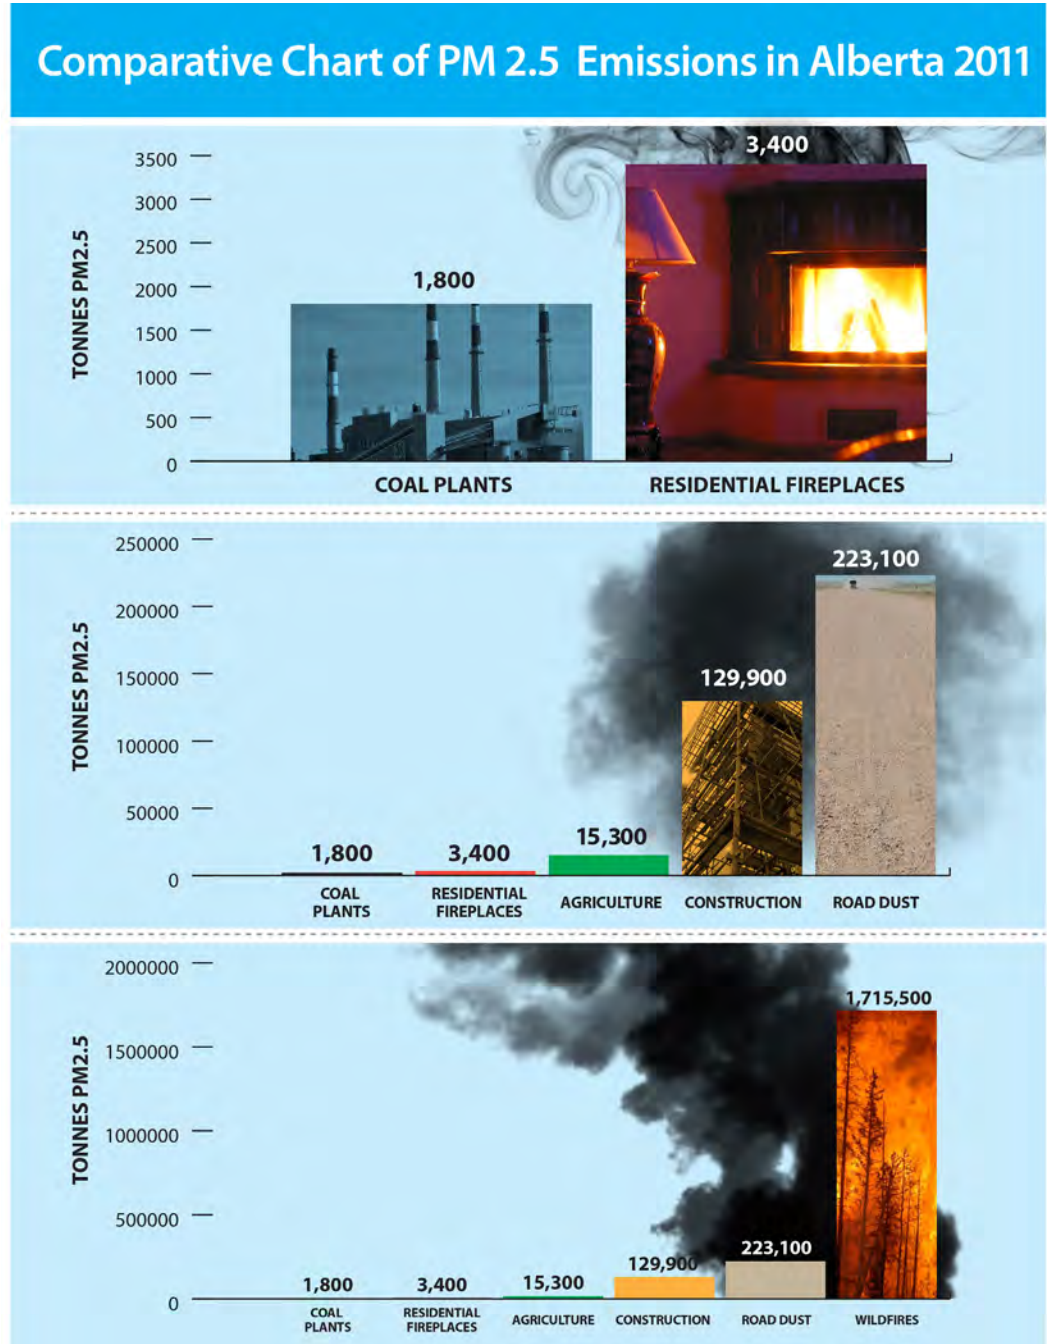 Comparative Chart of PM 2.5 Emissions in Alberta 2011
TONNES PM2.5
3500
3000
2500
2000
1500
1000
500
0
1,800
3,400
COAL PLANTS
RESIDENTIAL FIREPLACES
TONNES PM2.5
250000
200000
150000
100000
50000
0
1,800
3,400
15,300
129,900
223,100
COAL
PLANTS
RESIDENTIAL
FIREPLACES
AGRICULTURE
CONSTRUCTION
ROAD DUST
TONNES PM2.5
2000000
1500000
1000000
500000
0
1,800
3,400
15,300
129,900
223,100
1,715,500
COAL
PLANTS
RESIDENTIAL
FIREPLACES
AGRICULTURE
CONSTRUCTION
ROAD DUST
WILDFIRES